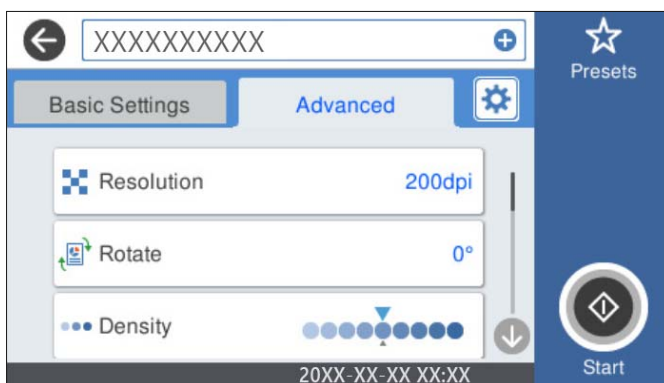 XXXXXXXXXX
Presets
Basic Settings
Advanced
Resolution 200dpi
Rotate 0°
Density
20XX-XX-XX XX:XX
Start